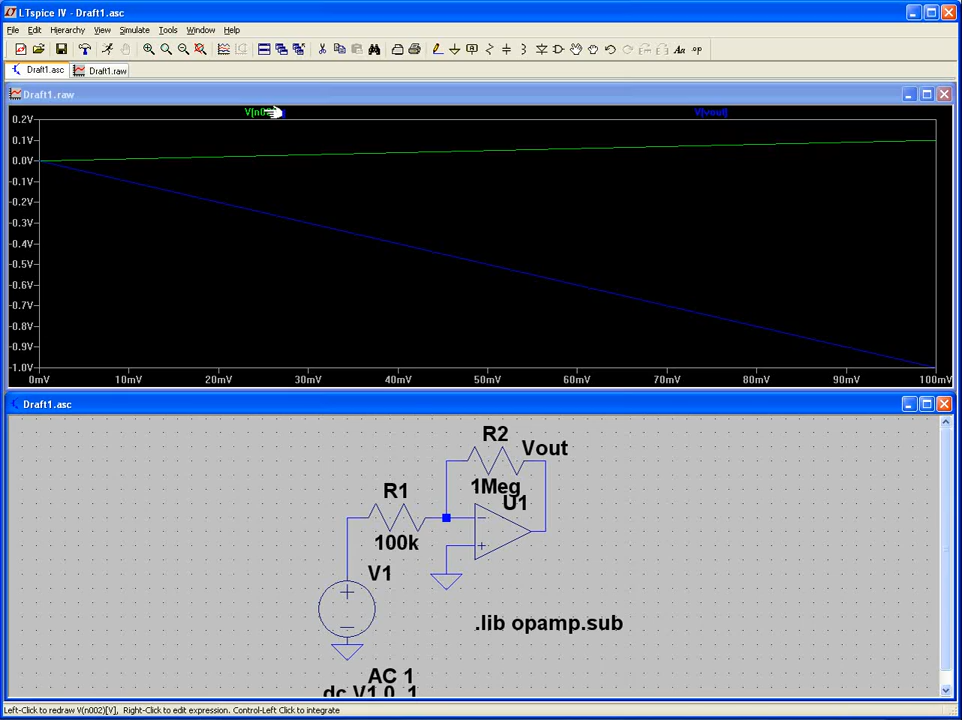 LTspice IV - Draft1.asc
File Edit Hierarchy View Simulate Tools Window Help
Draft1.asc Draft1.raw
Draft1.raw
V(vout)
0.2V
0.1V
0.0V
-0.1V
-0.2V
-0.3V
-0.4V
-0.5V
-0.6V
-0.7V
-0.8V
-0.9V
-1.0V
0mV 10mV 20mV 30mV 40mV 50mV 60mV 70mV 80mV 90mV 100mV
Draft1.asc
R2
Vout
1Meg
U1
R1
100k
V1
.lib opamp.sub
AC 1
dc V1 0 .1
Left-Click to redraw V(n002)[V], Right-Click to edit expression. Control-Left Click to integrate